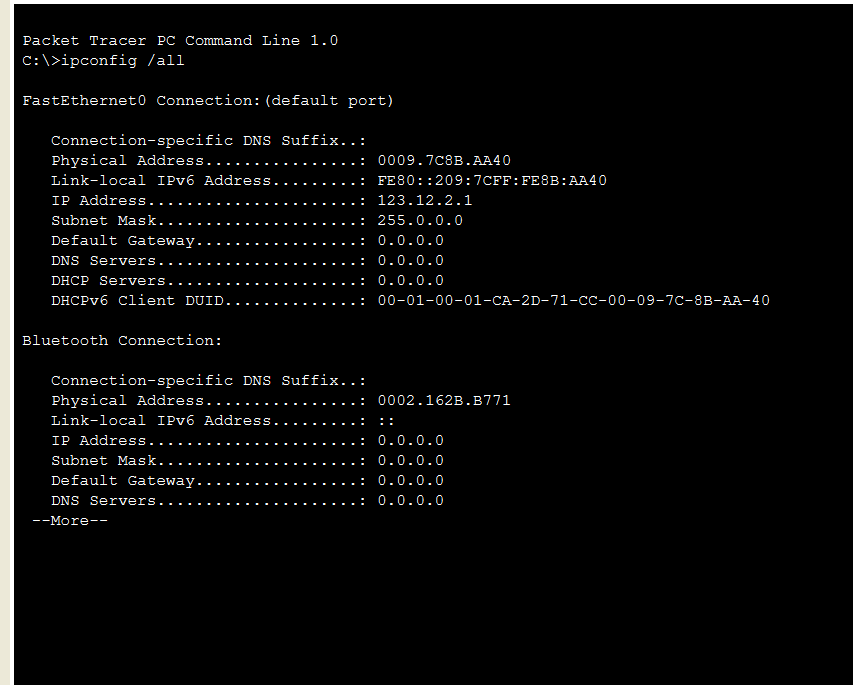 Packet Tracer PC Command Line 1.0
C:\>ipconfig /all
FastEthernet0 Connection:(default port)
Connection-specific DNS Suffix..:
Physical Address................: 0009.7C8B.AA40
Link-local IPv6 Address.........: FE80::209:7CFF:FE8B:AA40
IP Address......................: 123.12.2.1
Subnet Mask.....................: 255.0.0.0
Default Gateway.................: 0.0.0.0
DNS Servers.....................: 0.0.0.0
DHCP Servers....................: 0.0.0.0
DHCPv6 Client DUID..............: 00-01-00-01-CA-2D-71-CC-00-09-7C-8B-AA-40
Bluetooth Connection:
Connection-specific DNS Suffix..:
Physical Address................: 0002.162B.B771
Link-local IPv6 Address.........: ::
IP Address......................: 0.0.0.0
Subnet Mask.....................: 0.0.0.0
Default Gateway.................: 0.0.0.0
DNS Servers.....................: 0.0.0.0
--More--